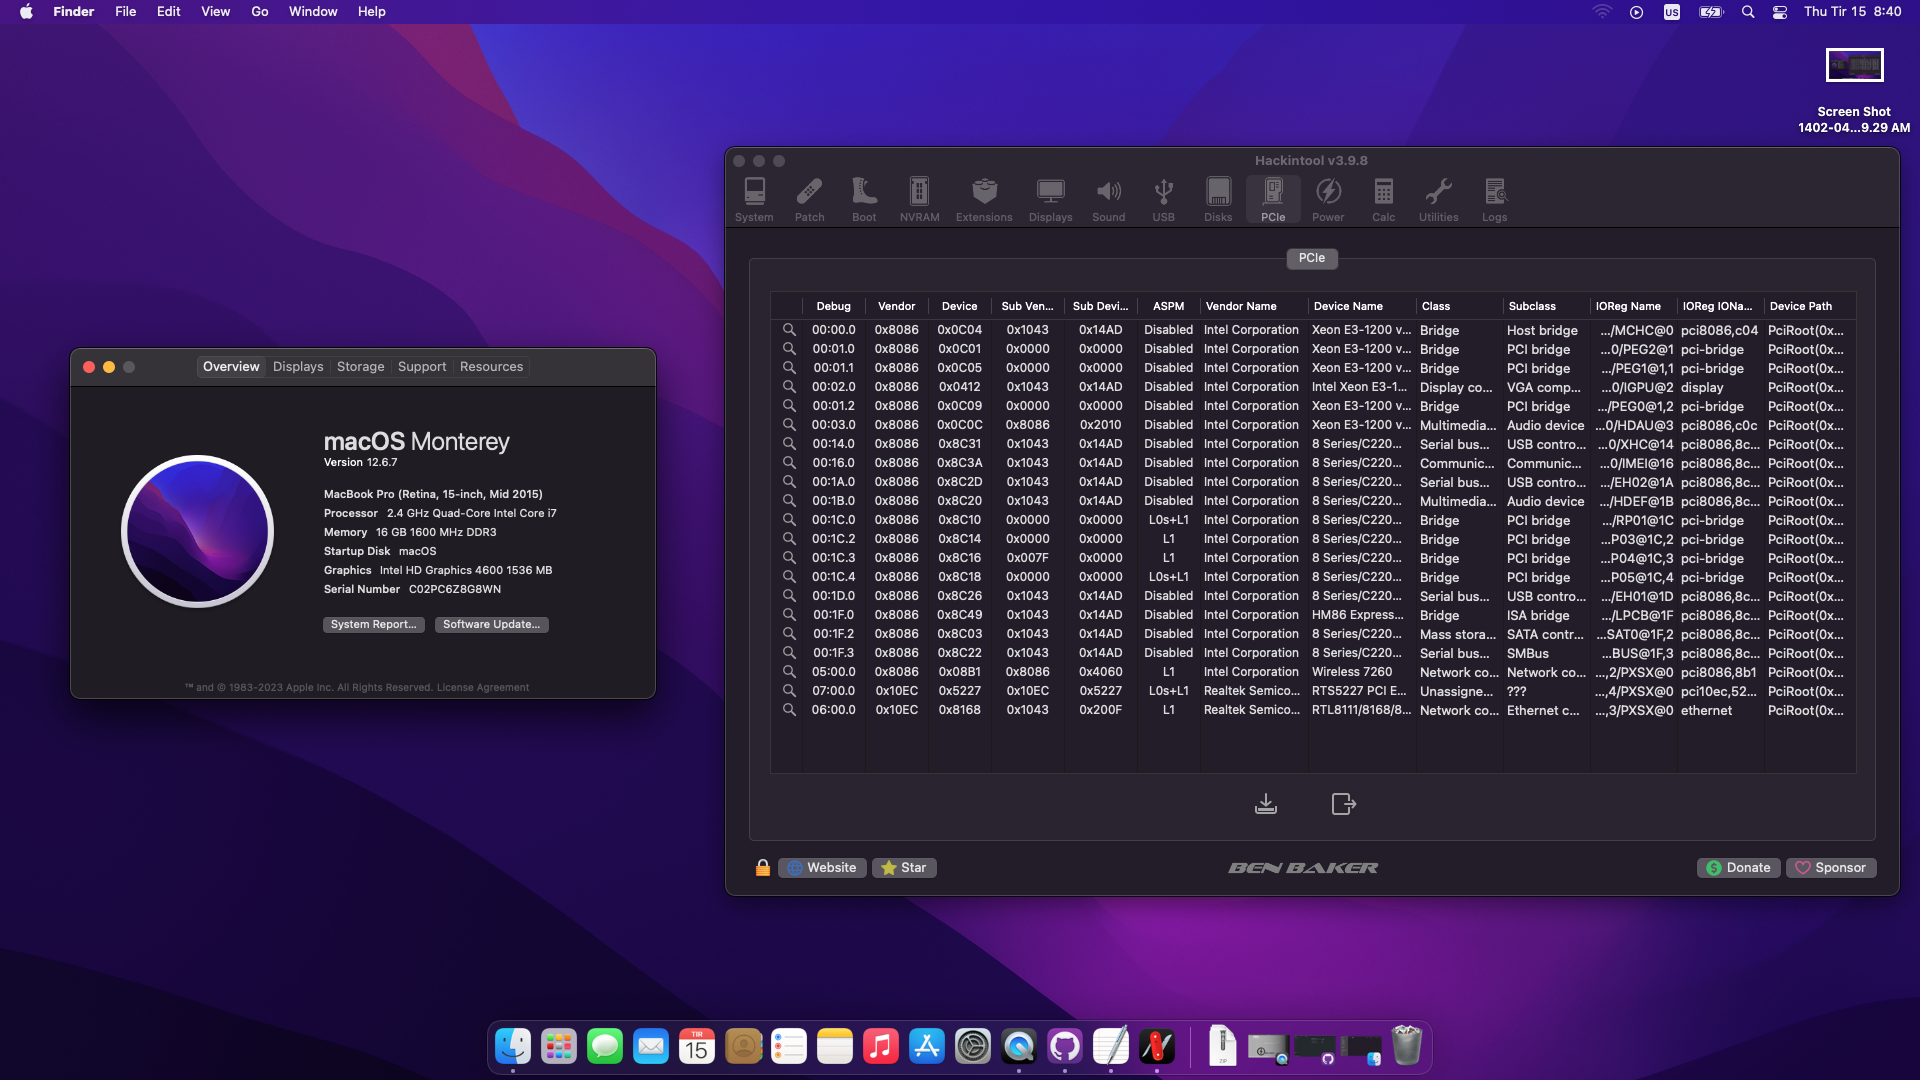 Finder File Edit View Go Window Help
US
Thu Tir 15 8:40
Screen Shot
1402-04...9.29 AM
Hackintool v3.9.8
System Patch Boot NVRAM Extensions Displays Sound USB Disks PCIe Power Calc Utilities Logs
PCIe
Debug Vendor Device Sub Ven... Sub Devi... ASPM Vendor Name Device Name Class Subclass IOReg Name IOReg IONa... Device Path
00:00.0 0x8086 0x0C04 0x1043 0x14AD Disabled Intel Corporation Xeon E3-1200 v... Bridge Host bridge .../MCHC@0 pci8086,c04 PciRoot(0x...
00:01.0 0x8086 0x0C01 0x0000 0x0000 Disabled Intel Corporation Xeon E3-1200 v... Bridge PCI bridge ...0/PEG2@1 pci-bridge PciRoot(0x...
00:01.1 0x8086 0x0C05 0x0000 0x0000 Disabled Intel Corporation Xeon E3-1200 v... Bridge PCI bridge .../PEG1@1,1 pci-bridge PciRoot(0x...
00:02.0 0x8086 0x0412 0x1043 0x14AD Disabled Intel Corporation Intel Xeon E3-1... Display co... VGA comp... ...0/IGPU@2 display PciRoot(0x...
00:01.2 0x8086 0x0C09 0x0000 0x0000 Disabled Intel Corporation Xeon E3-1200 v... Bridge PCI bridge .../PEG0@1,2 pci-bridge PciRoot(0x...
00:03.0 0x8086 0x0C0C 0x8086 0x2010 Disabled Intel Corporation Xeon E3-1200 v... Multimedia... Audio device ...0/HDAU@3 pci8086,c0c PciRoot(0x...
00:14.0 0x8086 0x8C31 0x1043 0x14AD Disabled Intel Corporation 8 Series/C220... Serial bus... USB contro... ...0/XHC@14 pci8086,8c... PciRoot(0x...
00:16.0 0x8086 0x8C3A 0x1043 0x14AD Disabled Intel Corporation 8 Series/C220... Communic... Communic... ...0/IMEI@16 pci8086,8c... PciRoot(0x...
00:1A.0 0x8086 0x8C2D 0x1043 0x14AD Disabled Intel Corporation 8 Series/C220... Serial bus... USB contro... .../EH02@1A pci8086,8c... PciRoot(0x...
00:1B.0 0x8086 0x8C20 0x1043 0x14AD Disabled Intel Corporation 8 Series/C220... Multimedia... Audio device .../HDEF@1B pci8086,8c... PciRoot(0x...
00:1C.0 0x8086 0x8C10 0x0000 0x0000 L0s+L1 Intel Corporation 8 Series/C220... Bridge PCI bridge .../RP01@1C pci-bridge PciRoot(0x...
00:1C.2 0x8086 0x8C14 0x0000 0x0000 L1 Intel Corporation 8 Series/C220... Bridge PCI bridge ...P03@1C,2 pci-bridge PciRoot(0x...
00:1C.3 0x8086 0x8C16 0x007F 0x0000 L1 Intel Corporation 8 Series/C220... Bridge PCI bridge ...P04@1C,3 pci-bridge PciRoot(0x...
00:1C.4 0x8086 0x8C18 0x0000 0x0000 L0s+L1 Intel Corporation 8 Series/C220... Bridge PCI bridge ...P05@1C,4 pci-bridge PciRoot(0x...
00:1D.0 0x8086 0x8C26 0x1043 0x14AD Disabled Intel Corporation 8 Series/C220... Serial bus... USB contro... .../EH01@1D pci8086,8c... PciRoot(0x...
00:1F.0 0x8086 0x8C49 0x1043 0x14AD Disabled Intel Corporation HM86 Express... Bridge ISA bridge .../LPCB@1F pci8086,8c... PciRoot(0x...
00:1F.2 0x8086 0x8C03 0x1043 0x14AD Disabled Intel Corporation 8 Series/C220... Mass stora... SATA contr... ...SAT0@1F,2 pci8086,8c... PciRoot(0x...
00:1F.3 0x8086 0x8C22 0x1043 0x14AD Disabled Intel Corporation 8 Series/C220... Serial bus... SMBus ...BUS@1F,3 pci8086,8c... PciRoot(0x...
05:00.0 0x8086 0x08B1 0x8086 0x4060 L1 Intel Corporation Wireless 7260 Network co... Network co... ...,2/PXSX@0 pci8086,8b1 PciRoot(0x...
07:00.0 0x10EC 0x5227 0x10EC 0x5227 L0s+L1 Realtek Semico... RTS5227 PCI E... Unassigne... ??? ...,4/PXSX@0 pci10ec,52... PciRoot(0x...
06:00.0 0x10EC 0x8168 0x1043 0x200F L1 Realtek Semico... RTL8111/8168/8... Network co... Ethernet c... ...,3/PXSX@0 ethernet PciRoot(0x...
Website Star BEN BAKER Donate Sponsor
Overview Displays Storage Support Resources
macOS Monterey
Version 12.6.7
MacBook Pro (Retina, 15-inch, Mid 2015)
Processor 2.4 GHz Quad-Core Intel Core i7
Memory 16 GB 1600 MHz DDR3
Startup Disk macOS
Graphics Intel HD Graphics 4600 1536 MB
Serial Number C02PC6Z8G8WN
System Report... Software Update...
™ and © 1983-2023 Apple Inc. All Rights Reserved. License Agreement
TIR
15
ZIP